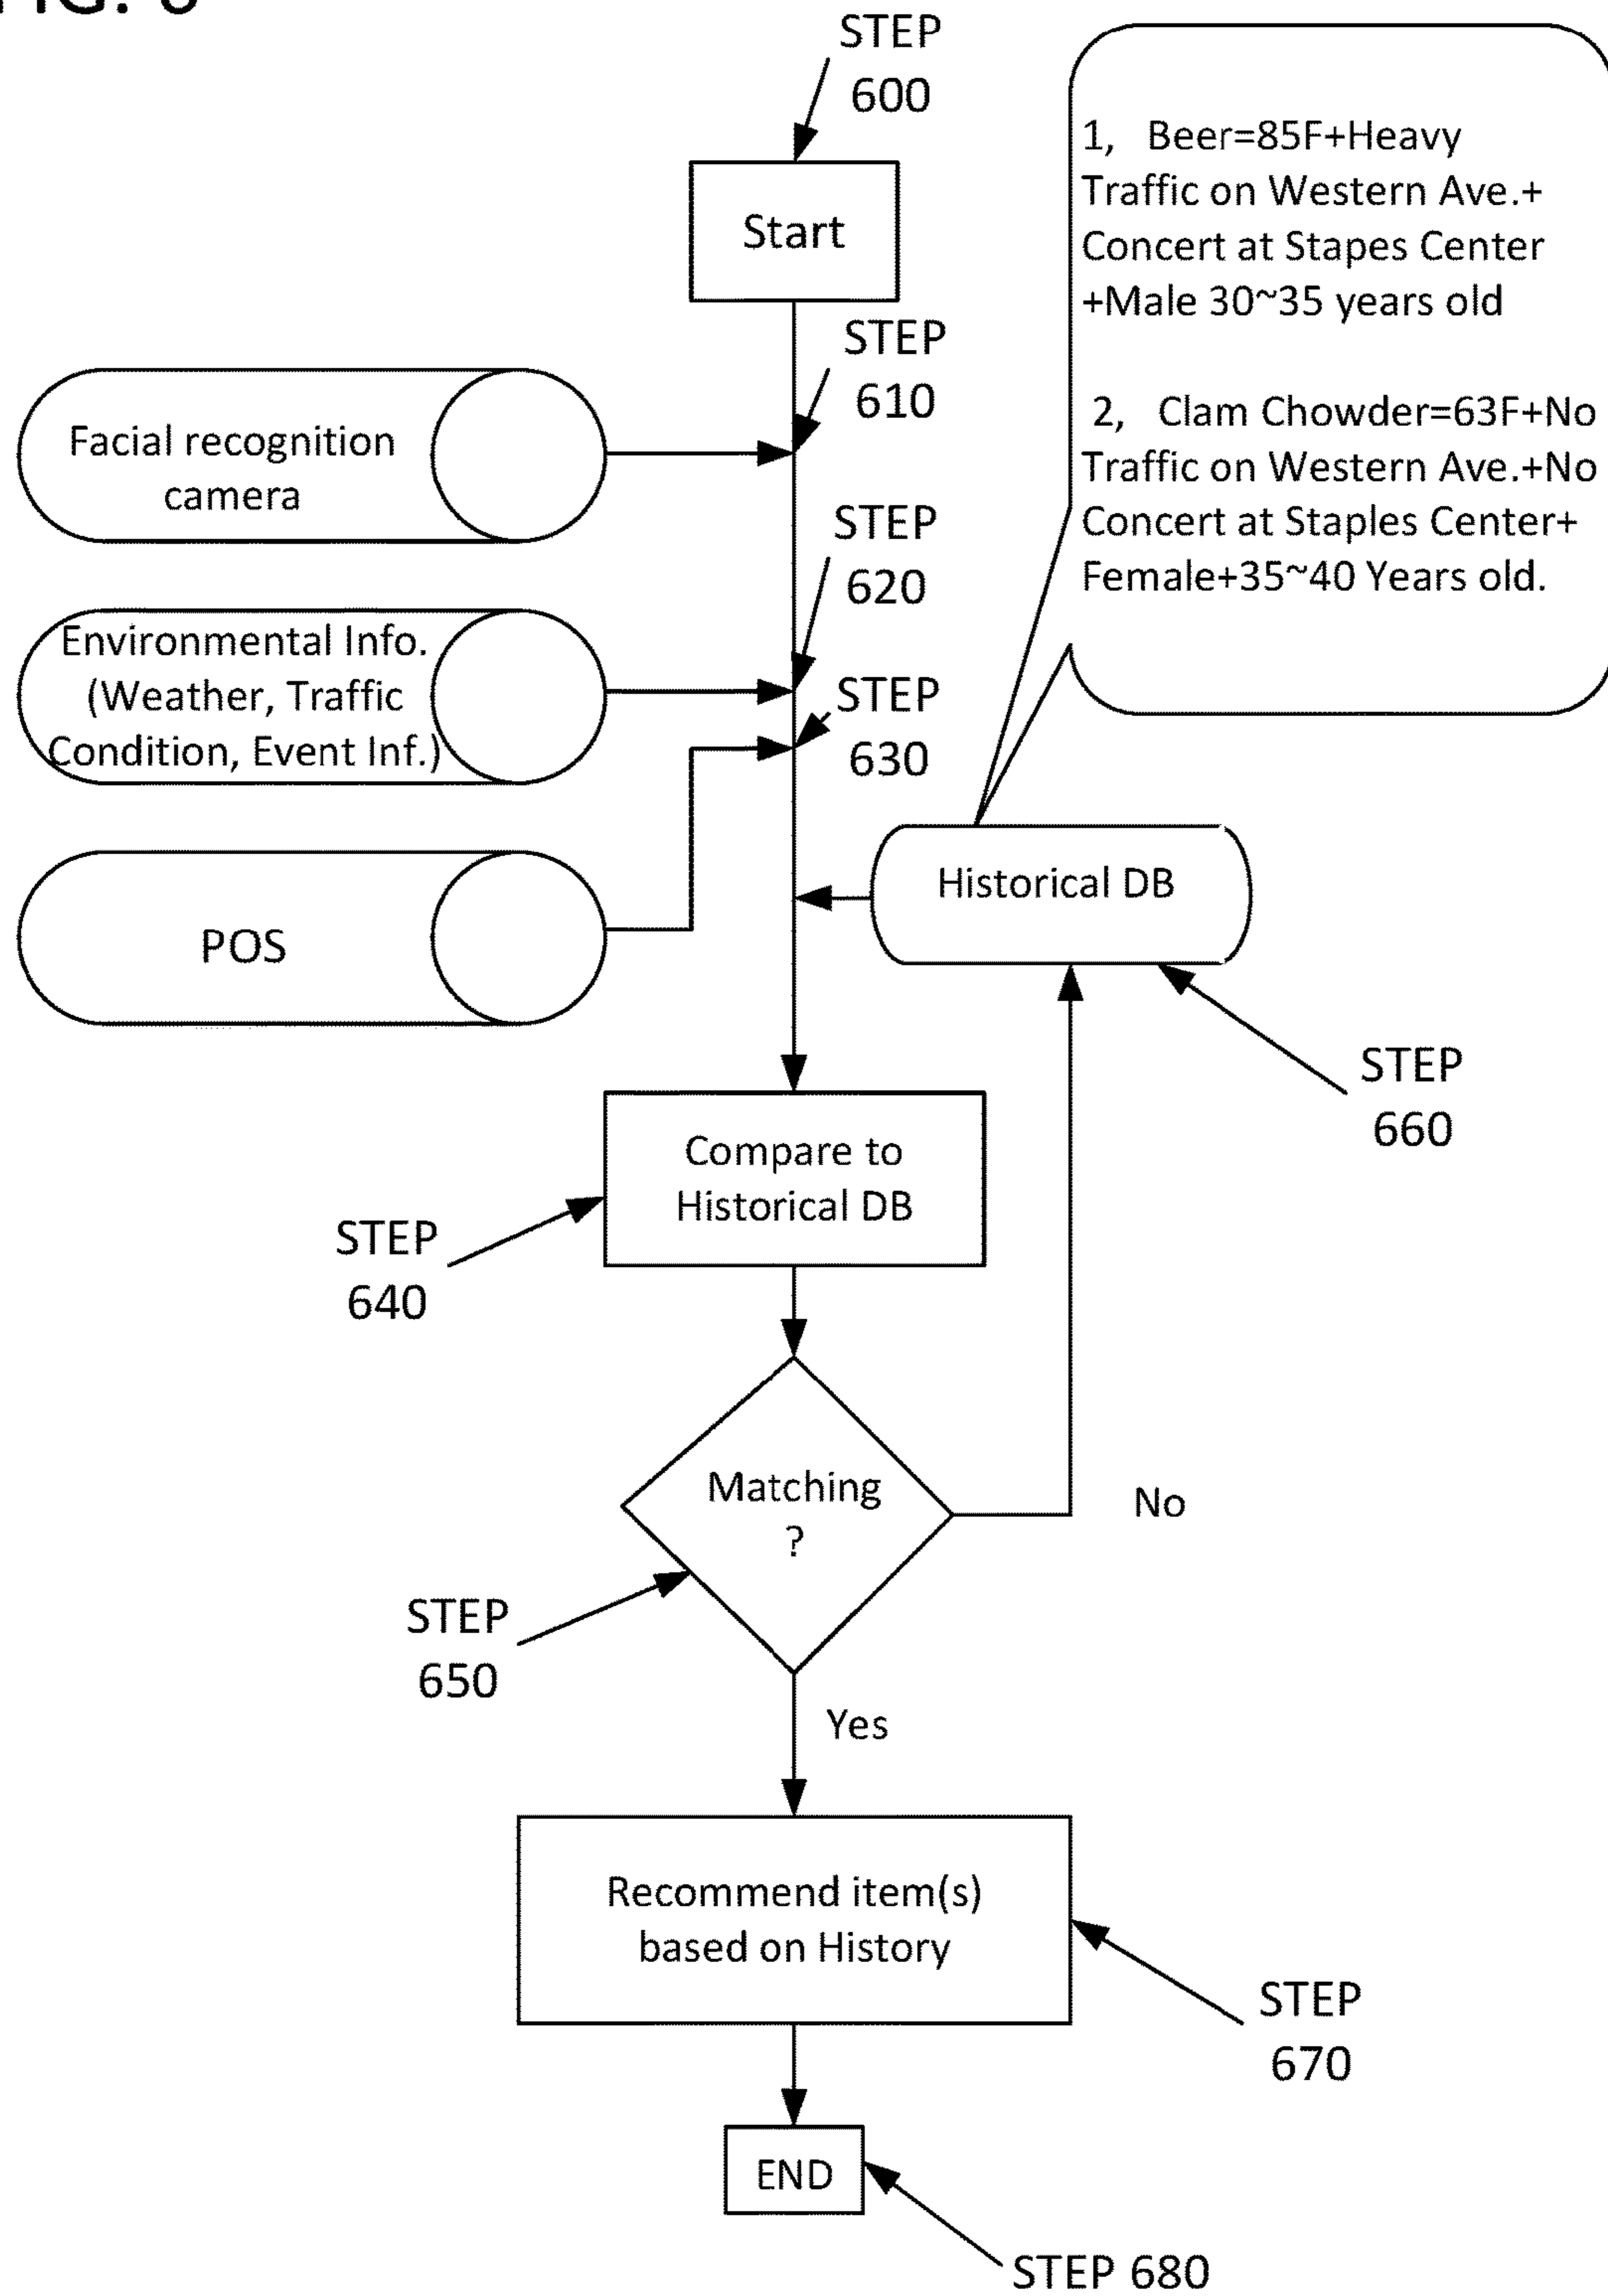 STEP
600
Start
STEP
610
Facial recognition
camera
STEP
620
Environmental Info.
(Weather, Traffic
Condition, Event Inf.)
STEP
630
POS
1, Beer=85F+Heavy
Traffic on Western Ave.+
Concert at Stapes Center
+Male 30~35 years old
2, Clam Chowder=63F+No
Traffic on Western Ave.+No
Concert at Staples Center+
Female+35~40 Years old.
Historical DB
STEP
660
Compare to
Historical DB
STEP
640
Matching
?
No
STEP
650
Yes
Recommend item(s)
based on History
STEP
670
END
STEP 680